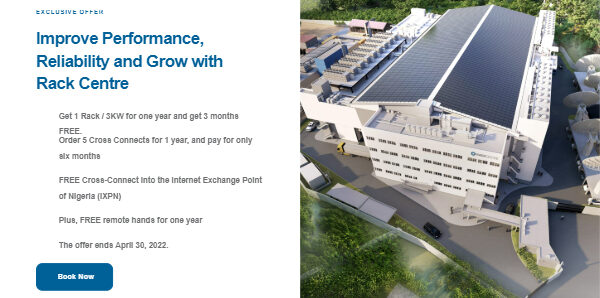 EXCLUSIVE OFFER
Improve Performance,
Reliability and Grow with
Rack Centre
Get 1 Rack / 3KW for one year and get 3 months
FREE.
Order 5 Cross Connects for 1 year, and pay for only
six months
FREE Cross-Connect into the Internet Exchange Point
of Nigeria (IXPN)
Plus, FREE remote hands for one year
The offer ends April 30, 2022.
Book Now